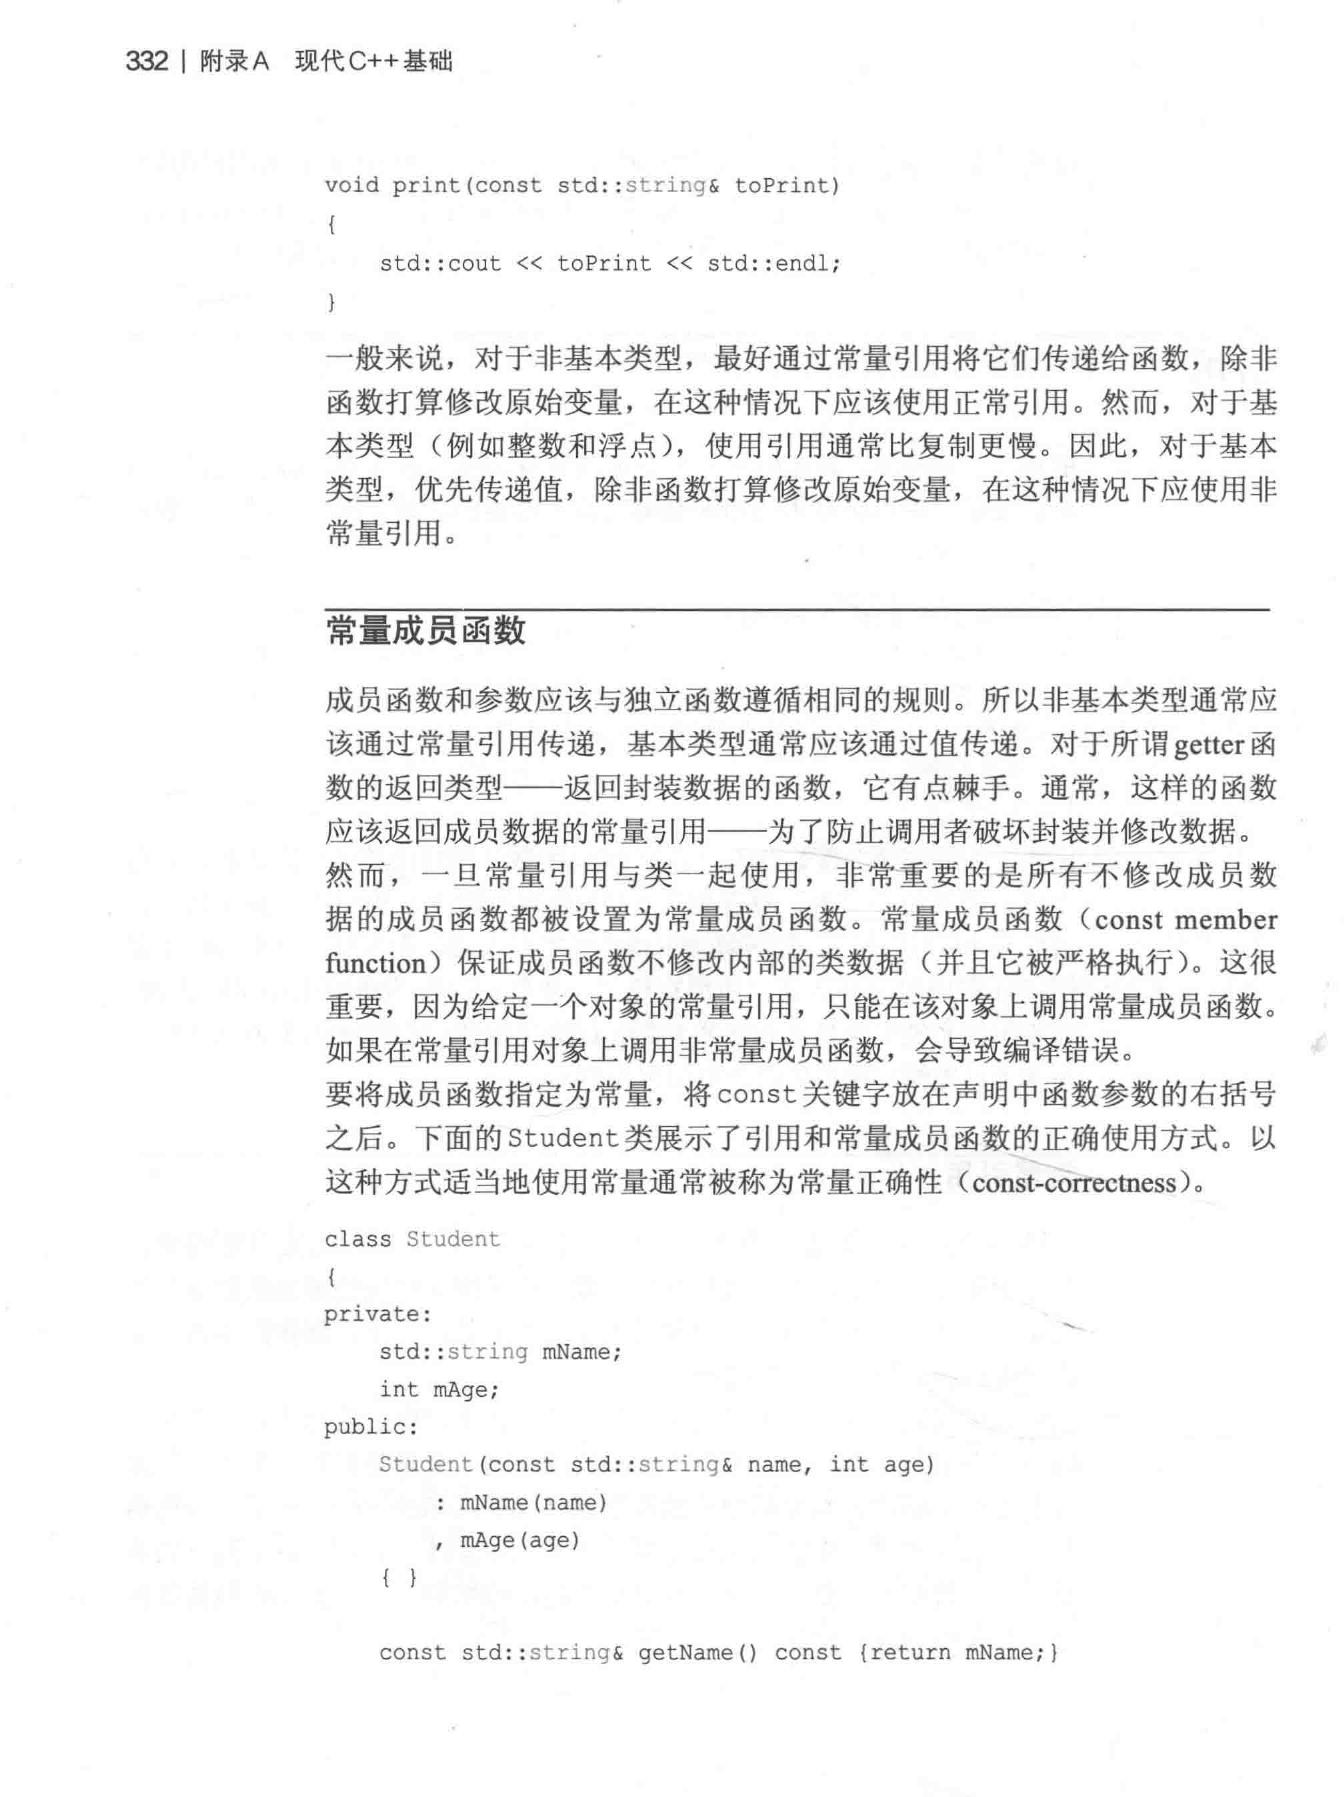 332 | 附录A 现代C++基础
void print(const std::string& toPrint)
{
    std::cout << toPrint << std::endl;
}
一般来说，对于非基本类型，最好通过常量引用将它们传递给函数，除非
函数打算修改原始变量，在这种情况下应该使用正常引用。然而，对于基
本类型（例如整数和浮点），使用引用通常比复制更慢。因此，对于基本
类型，优先传递值，除非函数打算修改原始变量，在这种情况下应使用非
常量引用。
常量成员函数
成员函数和参数应该与独立函数遵循相同的规则。所以非基本类型通常应
该通过常量引用传递，基本类型通常应该通过值传递。对于所谓getter函
数的返回类型——返回封装数据的函数，它有点棘手。通常，这样的函数
应该返回成员数据的常量引用——为了防止调用者破坏封装并修改数据。
然而，一旦常量引用与类一起使用，非常重要的是所有不修改成员数
据的成员函数都被设置为常量成员函数。常量成员函数（const member
function）保证成员函数不修改内部的类数据（并且它被严格执行）。这很
重要，因为给定一个对象的常量引用，只能在该对象上调用常量成员函数。
如果在常量引用对象上调用非常量成员函数，会导致编译错误。
要将成员函数指定为常量，将const关键字放在声明中函数参数的右括号
之后。下面的Student类展示了引用和常量成员函数的正确使用方式。以
这种方式适当地使用常量通常被称为常量正确性（const-correctness）。
class Student
{
private:
    std::string mName;
    int mAge;
public:
    Student(const std::string& name, int age)
        : mName(name)
        , mAge(age)
    { }
    const std::string& getName() const {return mName;}